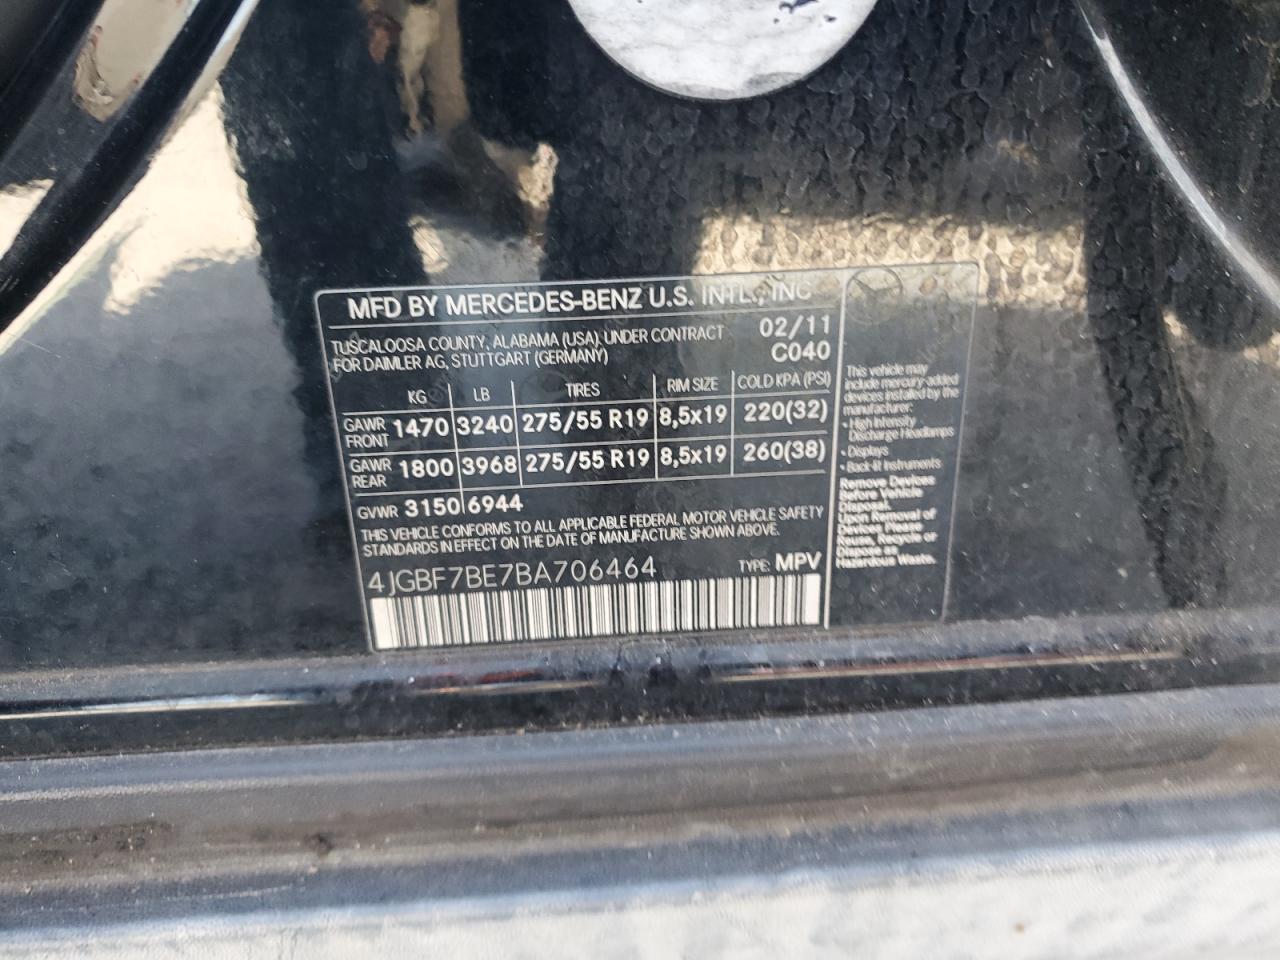 MFD BY MERCEDES-BENZ U.S. INTL., INC
TUSCALOOSA COUNTY, ALABAMA (USA), UNDER CONTRACT
FOR DAIMLER AG, STUTTGART (GERMANY)
02/11
C040
KG LB TIRES RIM SIZE COLD KPA (PSI)
GAWR FRONT 1470 3240 275/55 R19 8,5x19 220(32)
GAWR REAR 1800 3968 275/55 R19 8,5x19 260(38)
GVWR 3150 6944
THIS VEHICLE CONFORMS TO ALL APPLICABLE FEDERAL MOTOR VEHICLE SAFETY
STANDARDS IN EFFECT ON THE DATE OF MANUFACTURE SHOWN ABOVE.
4JGBF7BE7BA706464 TYPE: MPV
This vehicle may
include mercury-added
devices installed by the
manufacturer:
• High Intensity
Discharge Headlamps
• Displays
• Back-lit Instruments
Remove Devices
Before Vehicle
Disposal.
Upon Removal of
Devices Please
Reuse, Recycle or
Dispose as
Hazardous Waste.